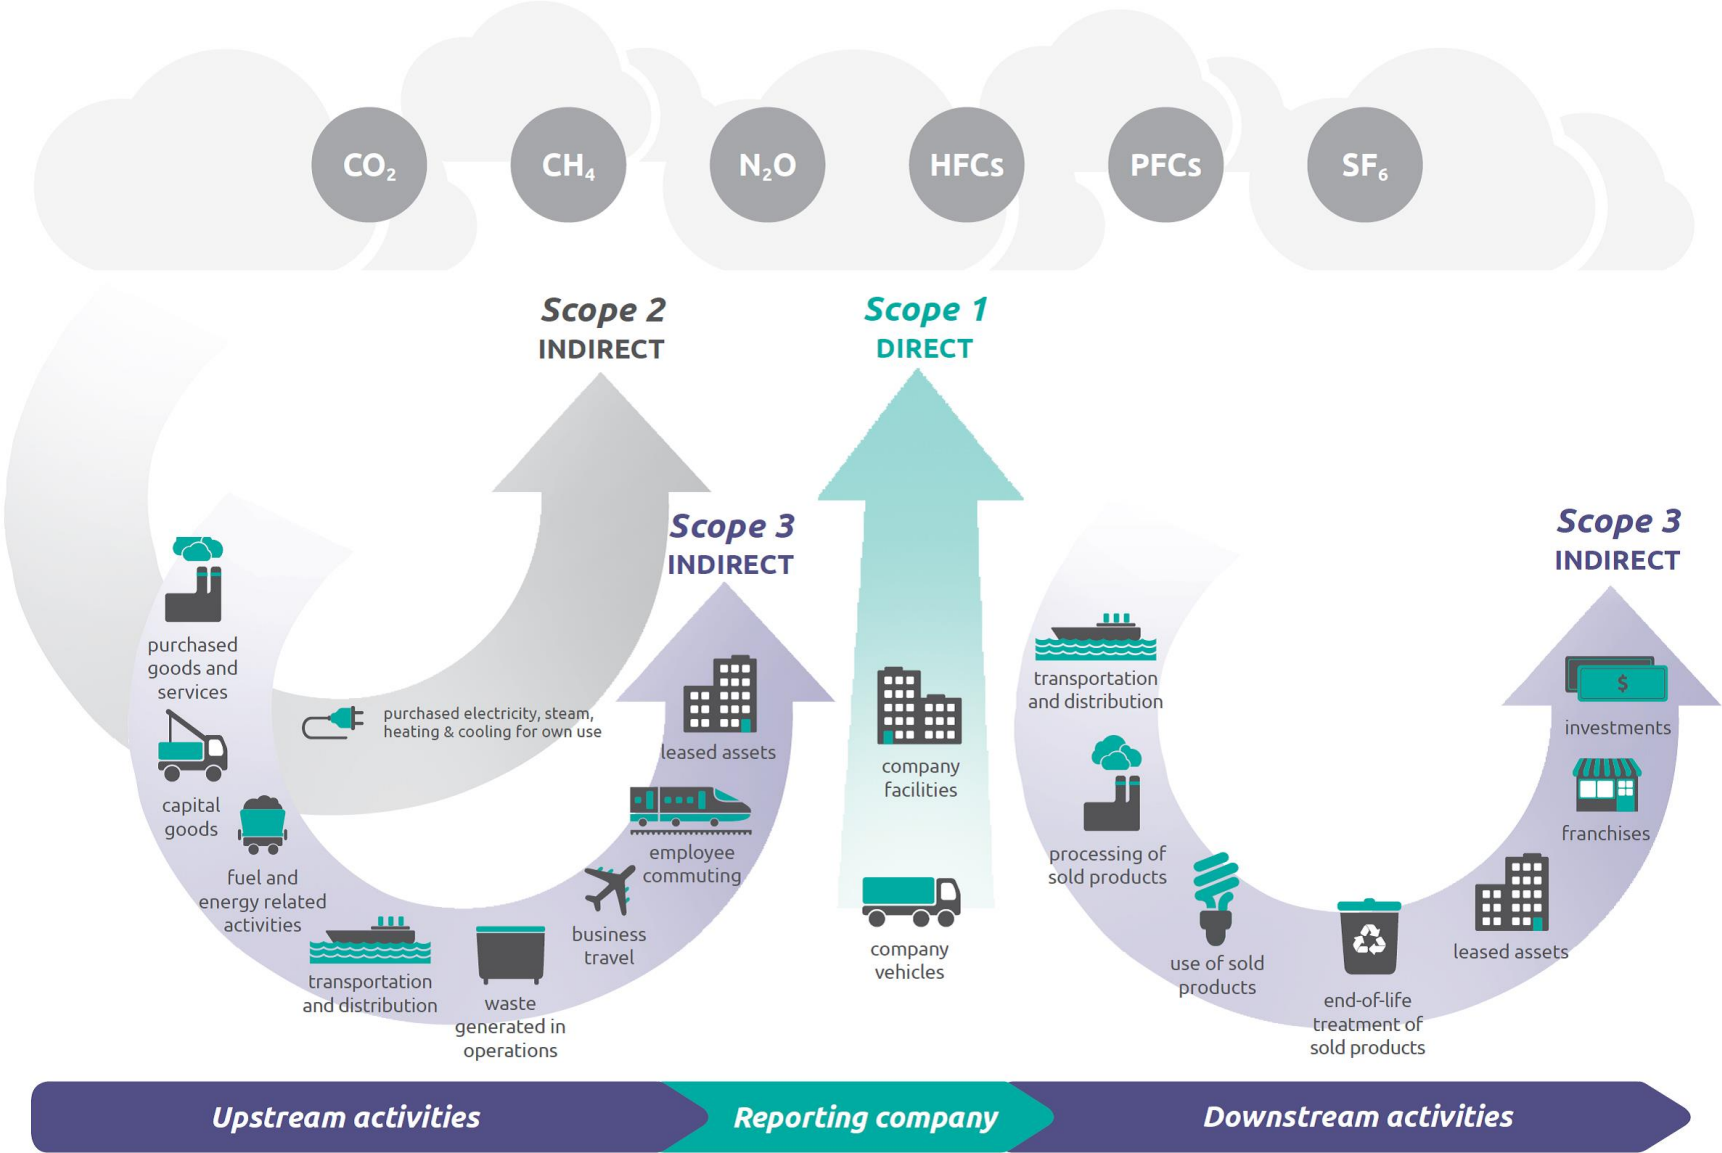 CO₂
CH₄
N₂O
HFCs
PFCs
SF₆
Scope 2
INDIRECT
Scope 1
DIRECT
Scope 3
INDIRECT
Scope 3
INDIRECT
purchased
goods and
services
capital
goods
fuel and
energy related
activities
transportation
and distribution
waste
generated in
operations
business
travel
employee
commuting
leased assets
purchased electricity, steam,
heating & cooling for own use
company
facilities
company
vehicles
transportation
and distribution
processing of
sold products
use of sold
products
end-of-life
treatment of
sold products
leased assets
franchises
$
investments
Upstream activities
Reporting company
Downstream activities